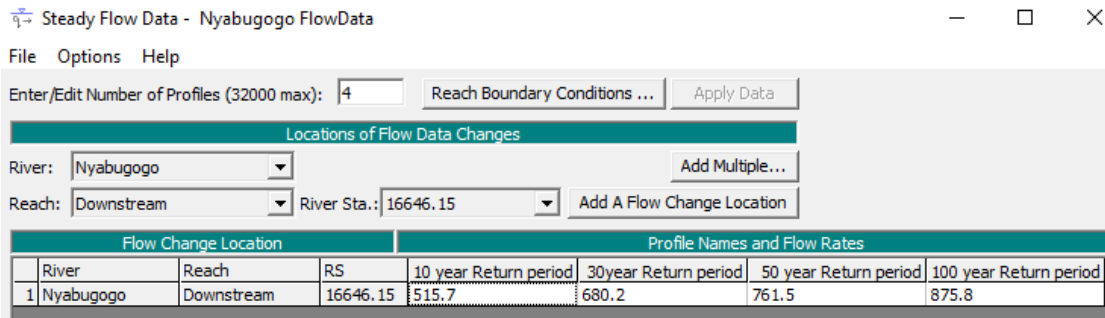 Steady Flow Data - Nyabugogo FlowData
File Options Help
Enter/Edit Number of Profiles (32000 max): 4 Reach Boundary Conditions ... Apply Data
Locations of Flow Data Changes
River: Nyabugogo Add Multiple...
Reach: Downstream River Sta.: 16646.15 Add A Flow Change Location
Flow Change Location Profile Names and Flow Rates
River Reach RS 10 year Return period 30year Return period 50 year Return period 100 year Return period
1 Nyabugogo Downstream 16646.15 515.7 680.2 761.5 875.8